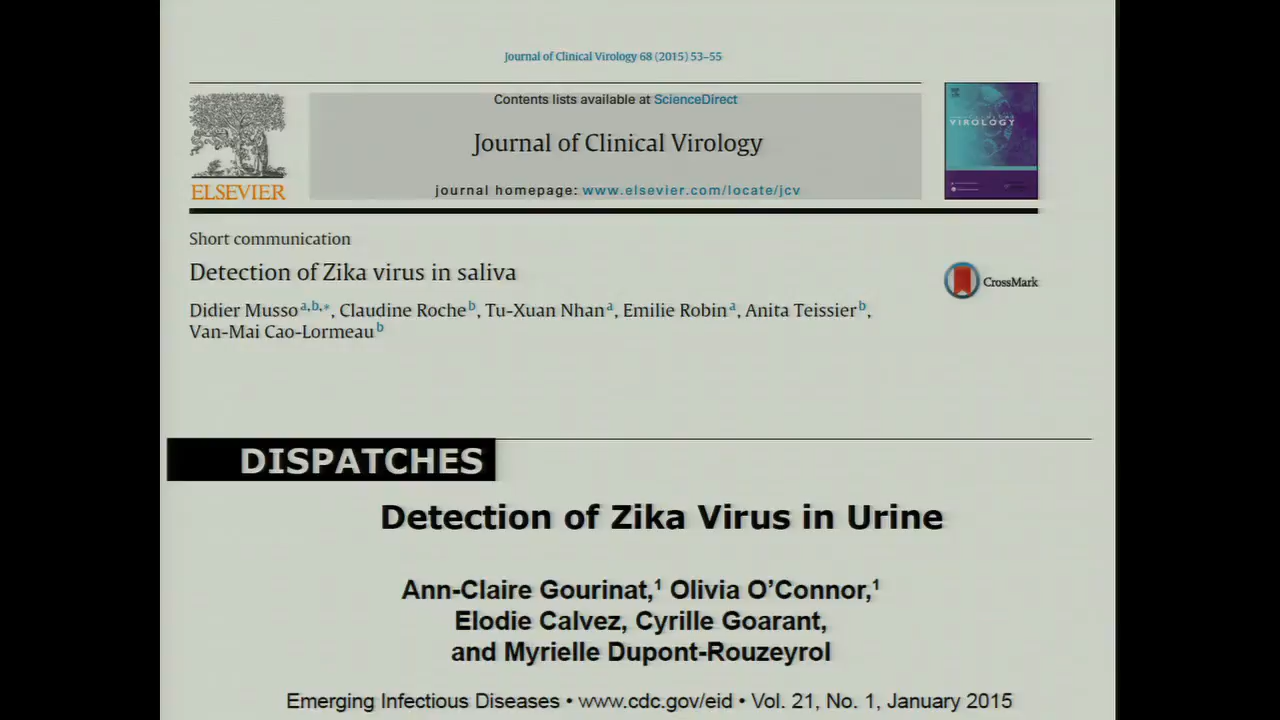 Journal of Clinical Virology 68 (2015) 53–55
Contents lists available at ScienceDirect
Journal of Clinical Virology
journal homepage: www.elsevier.com/locate/jcv
ELSEVIER
VIROLOGY
Short communication
Detection of Zika virus in saliva
CrossMark
Didier Musso a,b,*, Claudine Roche b, Tu-Xuan Nhan a, Emilie Robin a, Anita Teissier b,
Van-Mai Cao-Lormeau b
DISPATCHES
Detection of Zika Virus in Urine
Ann-Claire Gourinat,¹ Olivia O’Connor,¹
Elodie Calvez, Cyrille Goarant,
and Myrielle Dupont-Rouzeyrol
Emerging Infectious Diseases • www.cdc.gov/eid • Vol. 21, No. 1, January 2015